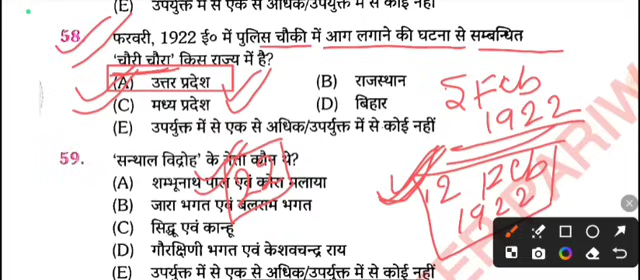 (E) उपर्युक्त में से एक से अधिक/उपर्युक्त में से कोई नहीं
58. फरवरी, 1922 ई० में पुलिस चौकी में आग लगाने की घटना से सम्बन्धित
'चौरी चौरा' किस राज्य में है?
(A) उत्तर प्रदेश (B) राजस्थान
(C) मध्य प्रदेश (D) बिहार
(E) उपर्युक्त में से एक से अधिक/उपर्युक्त में से कोई नहीं
5 Feb
1922
59. 'सन्थाल विद्रोह' के नेता कौन थे?
(A) शम्भूनाथ पाल एवं कोरा मलाया
(B) जारा भगत एवं बलराम भगत
(C) सिद्धू एवं कान्हू
(D) गौरक्षिणी भगत एवं केशवचन्द्र राय
(E) उपर्युक्त में से एक से अधिक/उपर्युक्त में से कोई नहीं
12 Feb
1922